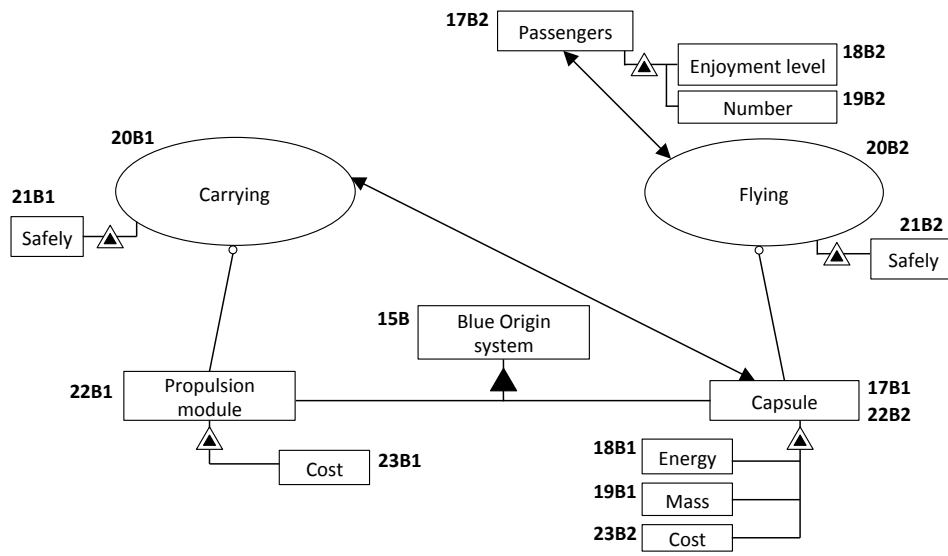 17B2
Passengers
18B2
Enjoyment level
Number
19B2
20B1
20B2
21B1
Carrying
Flying
Safely
21B2
Safely
15B
Blue Origin
system
22B1
Propulsion
module
Capsule
17B1
22B2
18B1
Energy
23B1
Cost
19B1
Mass
23B2
Cost